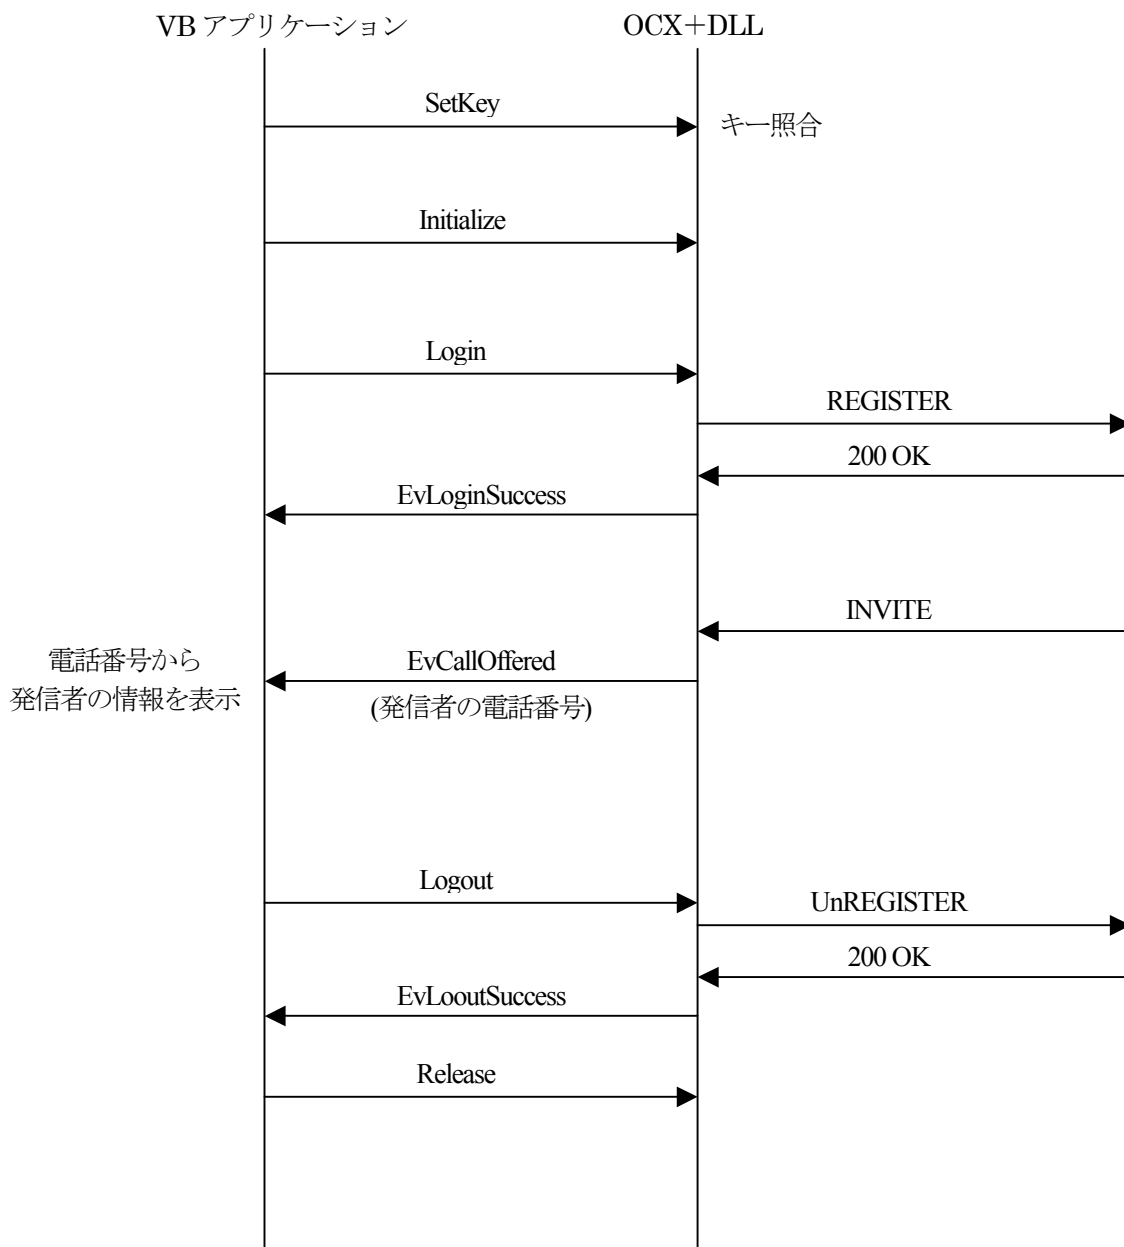 VB アプリケーション
OCX＋DLL
SetKey
キー照合
Initialize
Login
REGISTER
200 OK
EvLoginSuccess
INVITE
電話番号から
発信者の情報を表示
EvCallOffered
(発信者の電話番号)
Logout
UnREGISTER
200 OK
EvLooutSuccess
Release